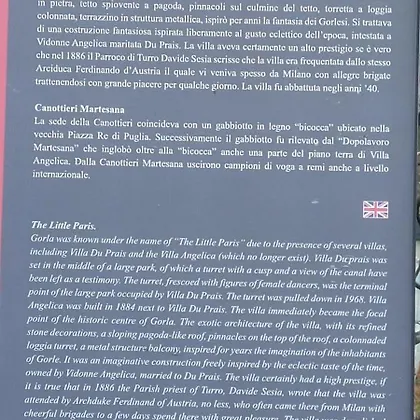 in pietra, tetto spiovente a pagoda, pinnacoli sul culmine del tetto, torretta a loggia
colonnata, terrazzino in struttura metallica, ispirò per anni la fantasia dei Gorlesi. Si trattava
di una costruzione fantasiosa ispirata liberamente al gusto eclettico dell'epoca, intestata a
Vidonne Angelica maritata Du Prais. La villa aveva certamente un alto prestigio se è vero
che nel 1886 il Parroco di Turro Davide Sesia scrisse che la villa era frequentata dallo stesso
Arciduca Ferdinando d'Austria il quale vi veniva spesso da Milano con allegre brigate
trattenendosi con grande piacere per qualche giorno. La villa fu abbattuta negli anni '40.
Canottieri Martesana
La sede della Canottieri coincideva con un gabbiotto in legno "bicocca" ubicato nella
vecchia Piazza Re di Puglia. Successivamente il gabbiotto fu rilevato dal "Dopolavoro
Martesana" che inglobò oltre alla "bicocca" anche una parte del piano terra di Villa
Angelica. Dalla Canottieri Martesana uscirono campioni di voga a remi anche a livello
internazionale.
The Little Paris.
Gorla was known under the name of "The Little Paris" due to the presence of several villas,
including Villa Du Prais and the Villa Angelica (which no longer exist). Villa Du prais was
set in the middle of a large park, of which a turret with a cusp and a view of the canal have
been left as a testimony. The turret, frescoed with figures of female dancers, was the terminal
point of the large park occupied by Villa Du Prais. The turret was pulled down in 1968. Villa
Angelica was built in 1884 next to Villa Du Prais. The villa immediately became the focal
point of the historic centre of Gorla. The exotic architecture of the villa, with its refined
stone decorations, a sloping pagoda-like roof, pinnacles on the top of the roof, a colonnaded
loggia turret, a metal structure balcony, inspired for years the imagination of the inhabitants
of Gorle. It was an imaginative construction freely inspired by the eclectic taste of the time,
owned by Vidonne Angelica, married to Du Prais. The villa certainly had a high prestige, if
it is true that in 1886 the Parish priest of Turro, Davide Sesia, wrote that the villa was
attended by Archduke Ferdinand of Austria, no less, who often came there from Milan with
cheerful brigades to a few days spend there with great pleasure. The villa was